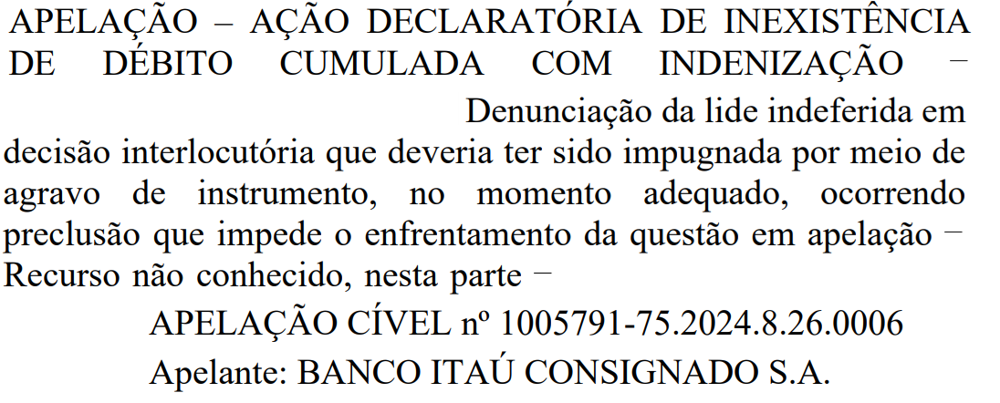 APELAÇÃO – AÇÃO DECLARATÓRIA DE INEXISTÊNCIA
DE DÉBITO CUMULADA COM INDENIZAÇÃO –
Denunciação da lide indeferida em
decisão interlocutória que deveria ter sido impugnada por meio de
agravo de instrumento, no momento adequado, ocorrendo
preclusão que impede o enfrentamento da questão em apelação –
Recurso não conhecido, nesta parte –
APELAÇÃO CÍVEL nº 1005791-75.2024.8.26.0006
Apelante: BANCO ITAÚ CONSIGNADO S.A.